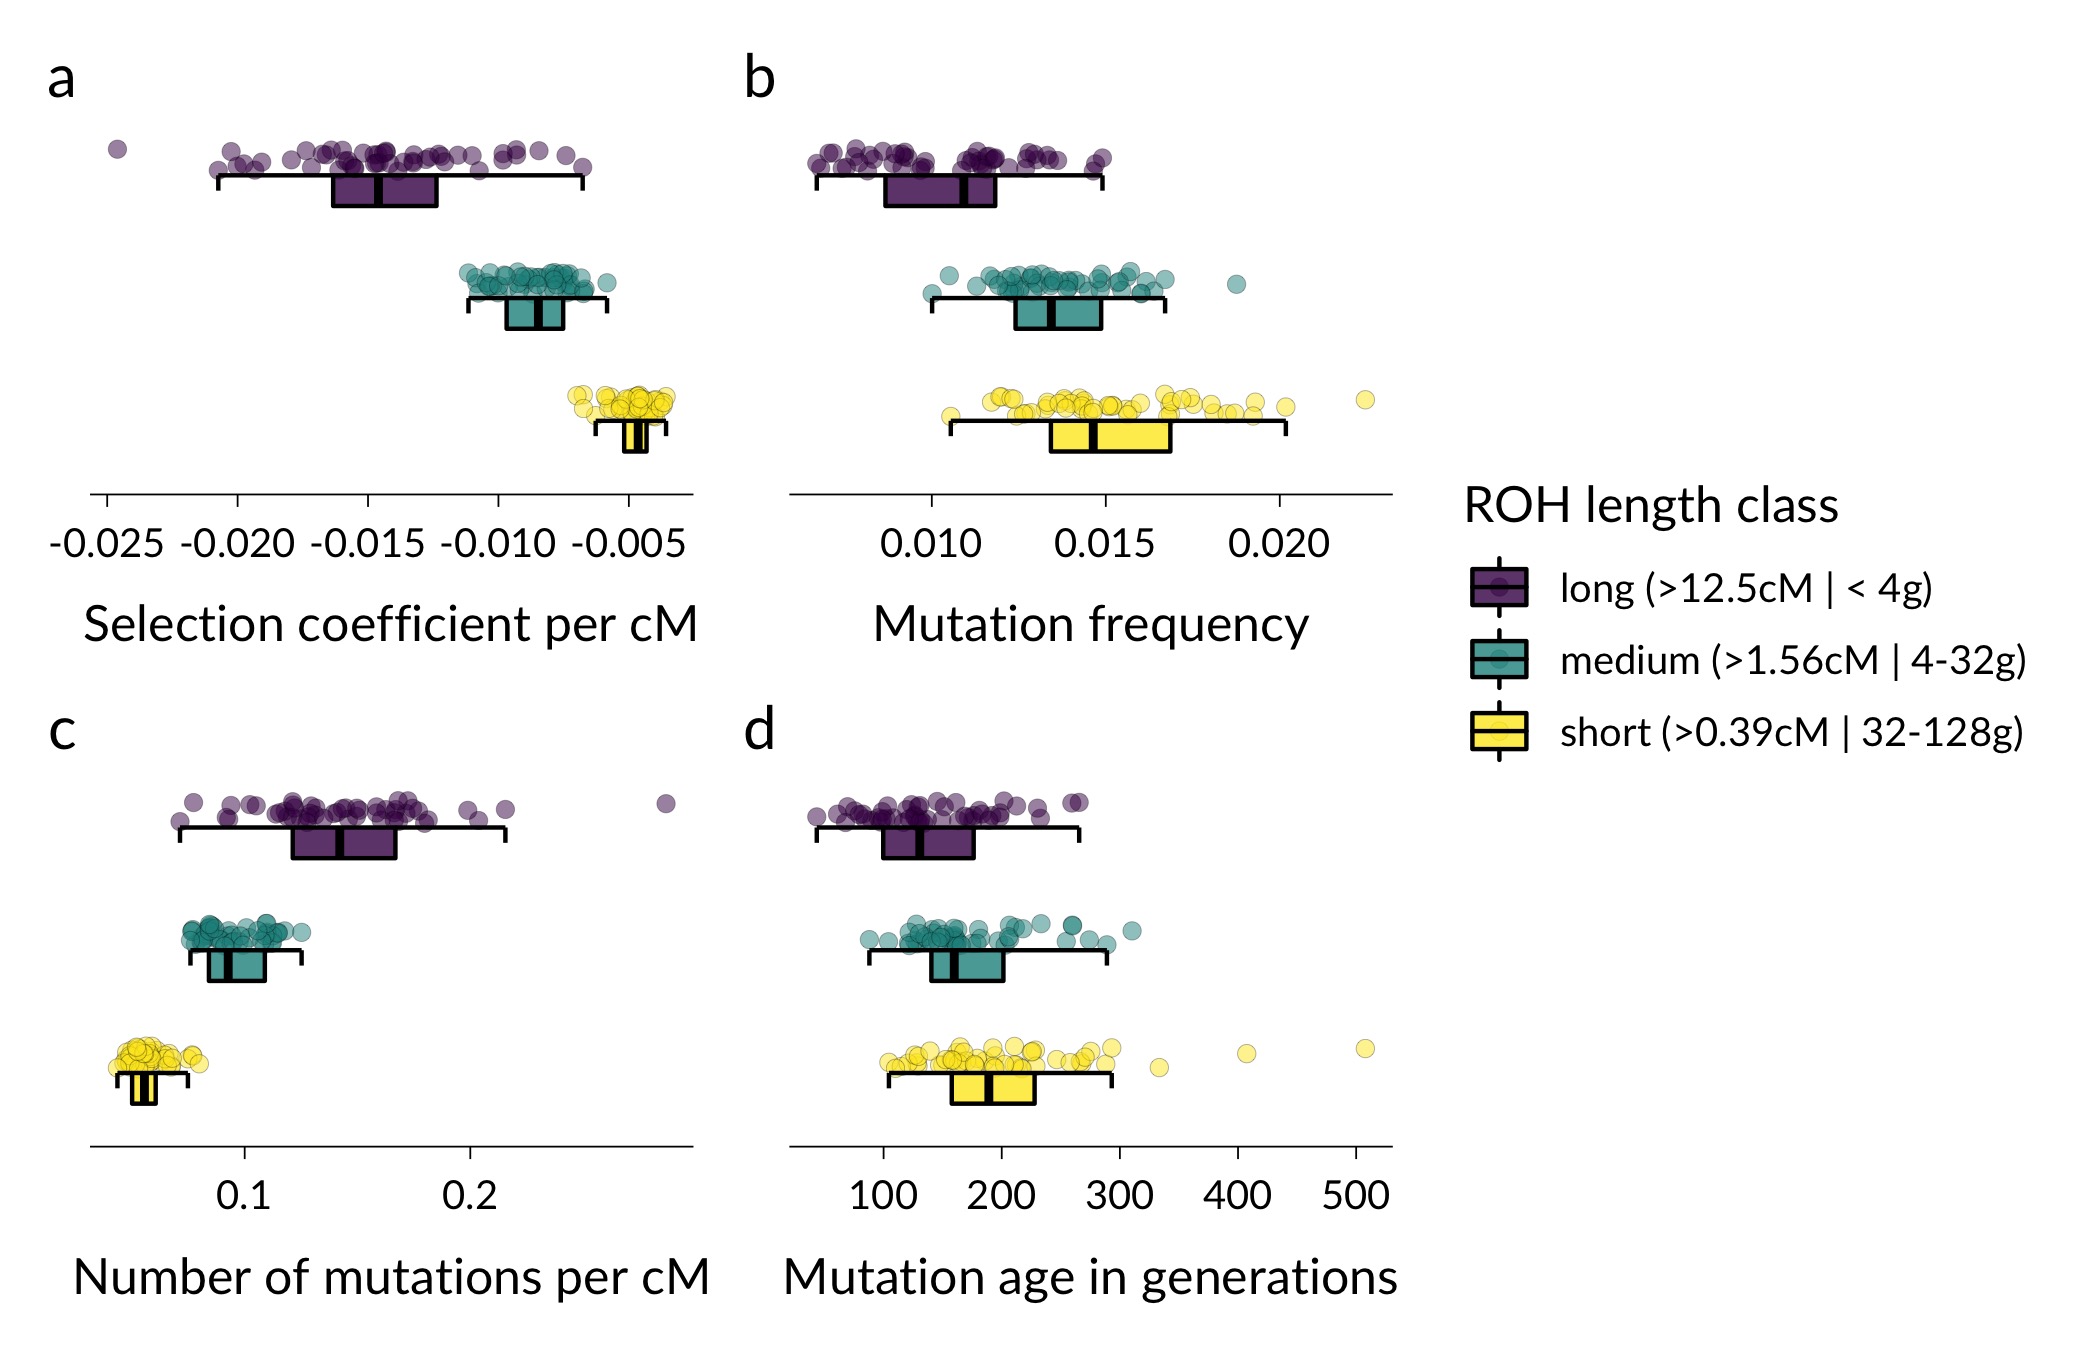 a
b
-0.025 -0.020 -0.015 -0.010 -0.005
Selection coefficient per cM
0.010 0.015 0.020
Mutation frequency
c
d
0.1 0.2
Number of mutations per cM
100 200 300 400 500
Mutation age in generations
ROH length class
long (>12.5cM | < 4g)
medium (>1.56cM | 4-32g)
short (>0.39cM | 32-128g)